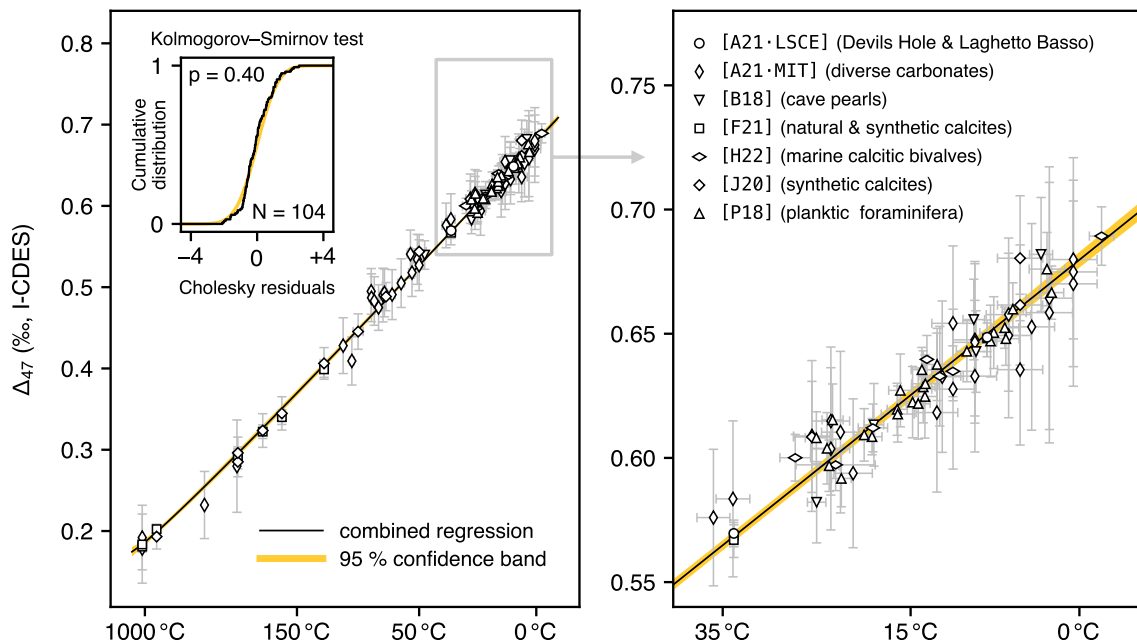 Kolmogorov–Smirnov test
p = 0.40
N = 104
1
0
Cumulative
distribution
−4
0
+4
Cholesky residuals
0.8
0.7
0.6
0.5
0.4
0.3
0.2
Δ47 (‰, I-CDES)
combined regression
95 % confidence band
1000 °C
150 °C
50 °C
0 °C
[A21·LSCE] (Devils Hole & Laghetto Basso)
[A21·MIT] (diverse carbonates)
[B18] (cave pearls)
[F21] (natural & synthetic calcites)
[H22] (marine calcitic bivalves)
[J20] (synthetic calcites)
[P18] (planktic foraminifera)
0.75
0.70
0.65
0.60
0.55
35 °C
15 °C
0 °C